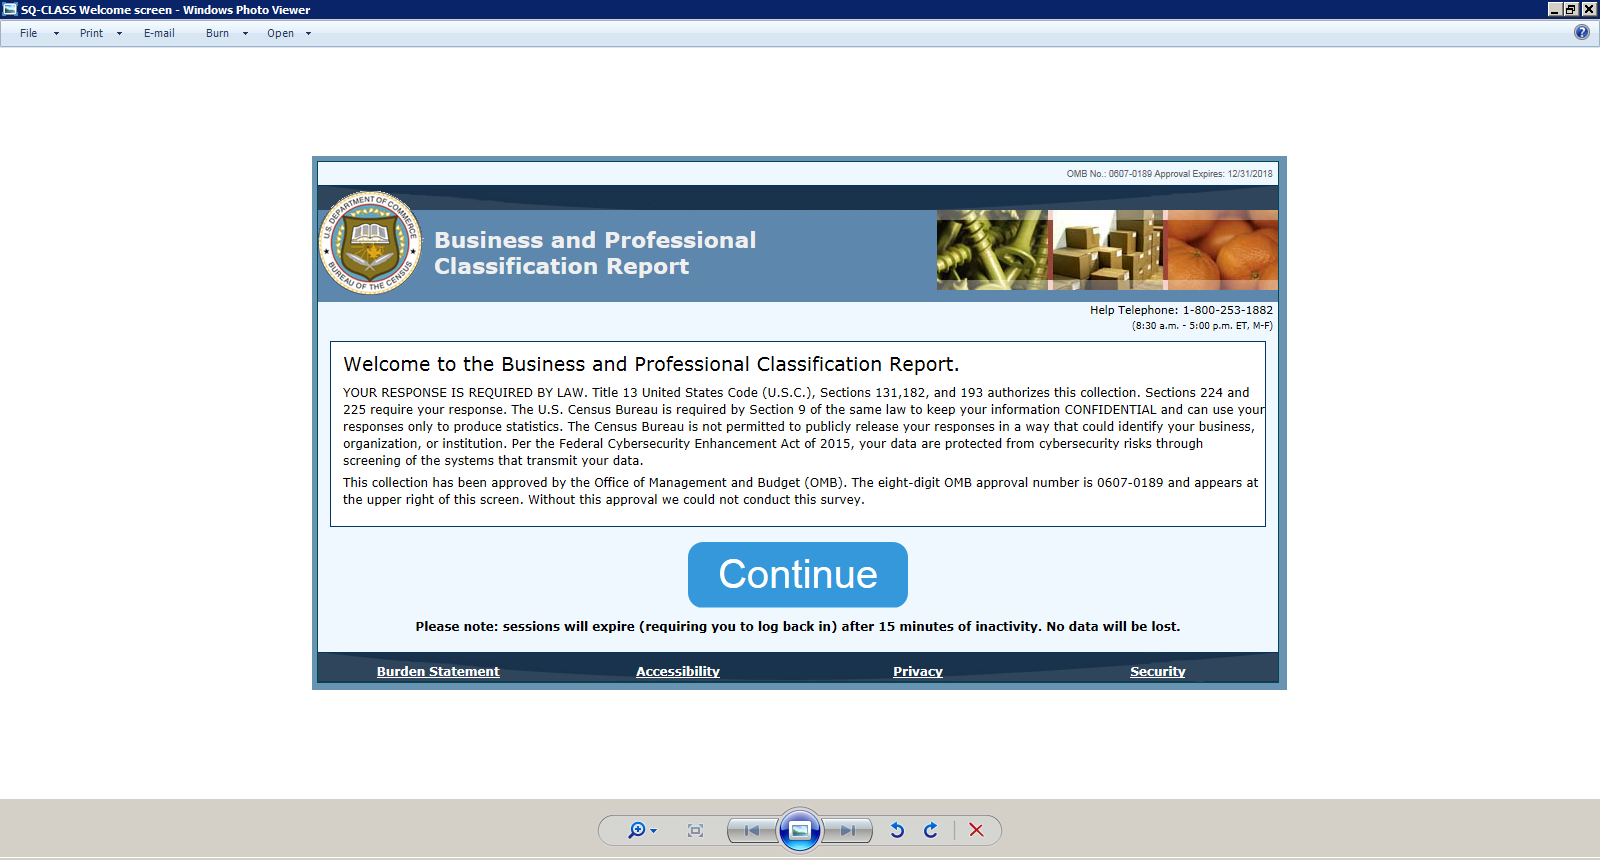 SQ-CLASS Welcome screen - Windows Photo Viewer
File Print E-mail Burn Open
OMB No.: 0607-0189 Approval Expires: 12/31/2018
U.S. DEPARTMENT OF COMMERCE
BUREAU OF THE CENSUS
Business and Professional
Classification Report
Help Telephone: 1-800-253-1882
(8:30 a.m. - 5:00 p.m. ET, M-F)
Welcome to the Business and Professional Classification Report.
YOUR RESPONSE IS REQUIRED BY LAW. Title 13 United States Code (U.S.C.), Sections 131,182, and 193 authorizes this collection. Sections 224 and
225 require your response. The U.S. Census Bureau is required by Section 9 of the same law to keep your information CONFIDENTIAL and can use your
responses only to produce statistics. The Census Bureau is not permitted to publicly release your responses in a way that could identify your business,
organization, or institution. Per the Federal Cybersecurity Enhancement Act of 2015, your data are protected from cybersecurity risks through
screening of the systems that transmit your data.
This collection has been approved by the Office of Management and Budget (OMB). The eight-digit OMB approval number is 0607-0189 and appears at
the upper right of this screen. Without this approval we could not conduct this survey.
Continue
Please note: sessions will expire (requiring you to log back in) after 15 minutes of inactivity. No data will be lost.
Burden Statement Accessibility Privacy Security